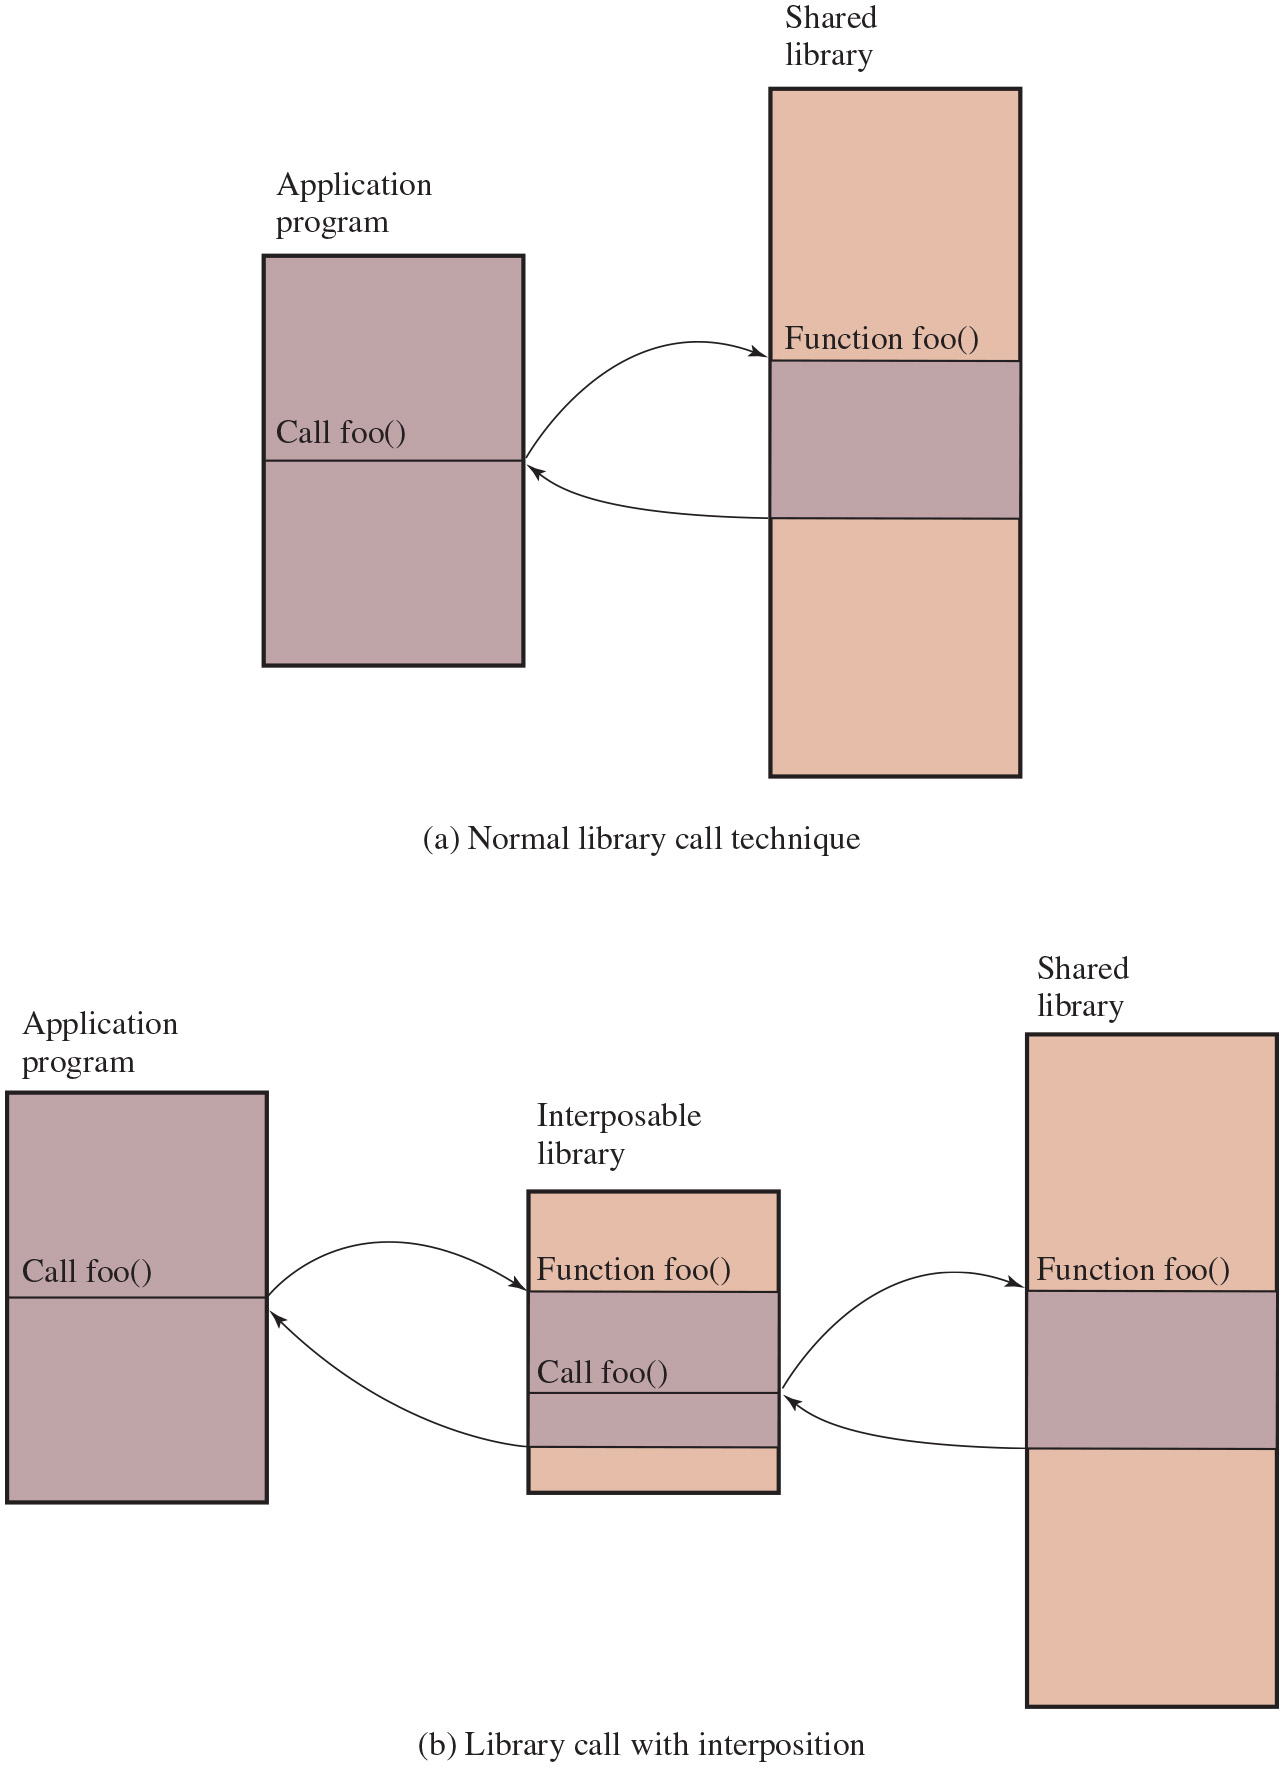 Shared
library
Application
program
Function foo()
Call foo()
(a) Normal library call technique
Shared
library
Application
program
Interposable
library
Call foo()
Function foo()
Function foo()
Call foo()
(b) Library call with interposition